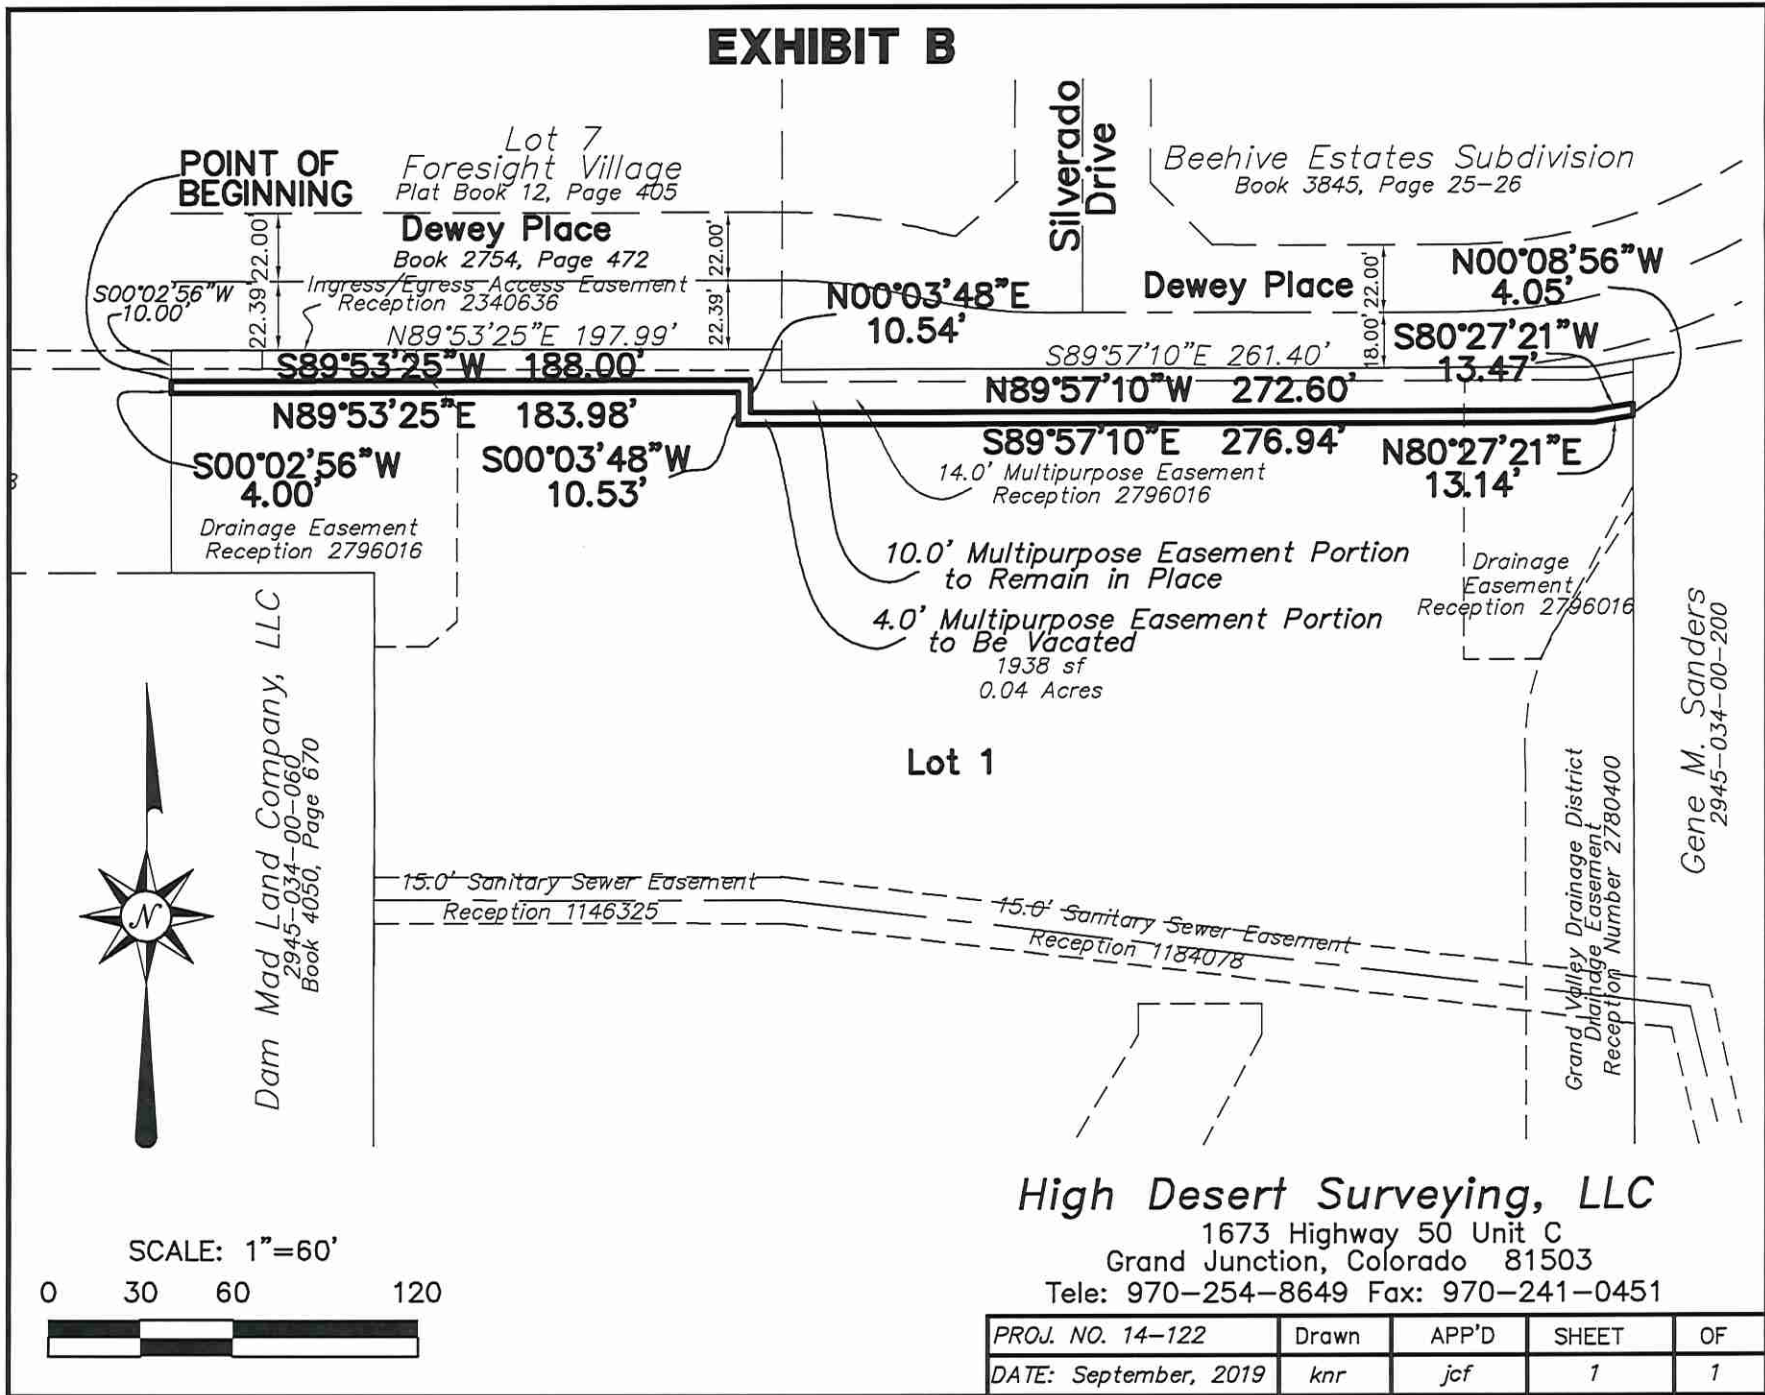 EXHIBIT B
Silverado
Drive
POINT OF
BEGINNING
Lot 7
Foresight Village
Plat Book 12, Page 405
Beehive Estates Subdivision
Book 3845, Page 25-26
22.00'
Dewey Place
Book 2754, Page 472
22.00'
Ingress/Egress Access Easement
Reception 2340636
S00°02'56"W
10.00'
22.39'
22.39'
N89°53'25"E 197.99'
N00°03'48"E
10.54'
Dewey Place
22.00'
18.00'
N00°08'56"W
4.05'
S80°27'21"W
13.47'
S89°57'10"E 261.40'
S89°53'25"W 188.00'
N89°57'10"W 272.60'
N89°53'25"E 183.98'
S89°57'10"E 276.94'
N80°27'21"E
13.14'
S00°02'56"W
4.00'
S00°03'48"W
10.53'
14.0' Multipurpose Easement
Reception 2796016
Drainage Easement
Reception 2796016
10.0' Multipurpose Easement Portion
to Remain in Place
4.0' Multipurpose Easement Portion
to Be Vacated
1938 sf
0.04 Acres
Drainage
Easement
Reception 2796016
Dam Mad Land Company, LLC
2945-034-00-060
Book 4050, Page 670
Lot 1
Gene M. Sanders
2945-034-00-200
Grand Valley Drainage District
Drainage Easement
Reception Number 2780400
15.0' Sanitary Sewer Easement
Reception 1146325
15.0' Sanitary Sewer Easement
Reception 1184078
N
High Desert Surveying, LLC
1673 Highway 50 Unit C
Grand Junction, Colorado 81503
Tele: 970-254-8649 Fax: 970-241-0451
SCALE: 1"=60'
0 30 60 120
PROJ. NO. 14-122 Drawn APP'D SHEET OF
DATE: September, 2019 knr jcf 1 1